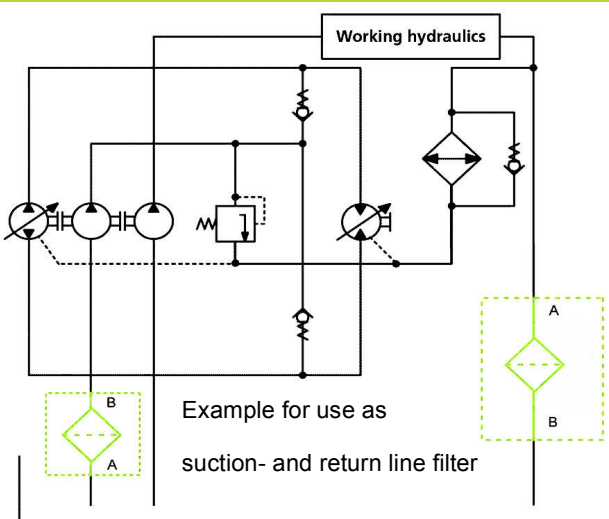 Working hydraulics
A
B
B
A
Example for use as
suction- and return line filter